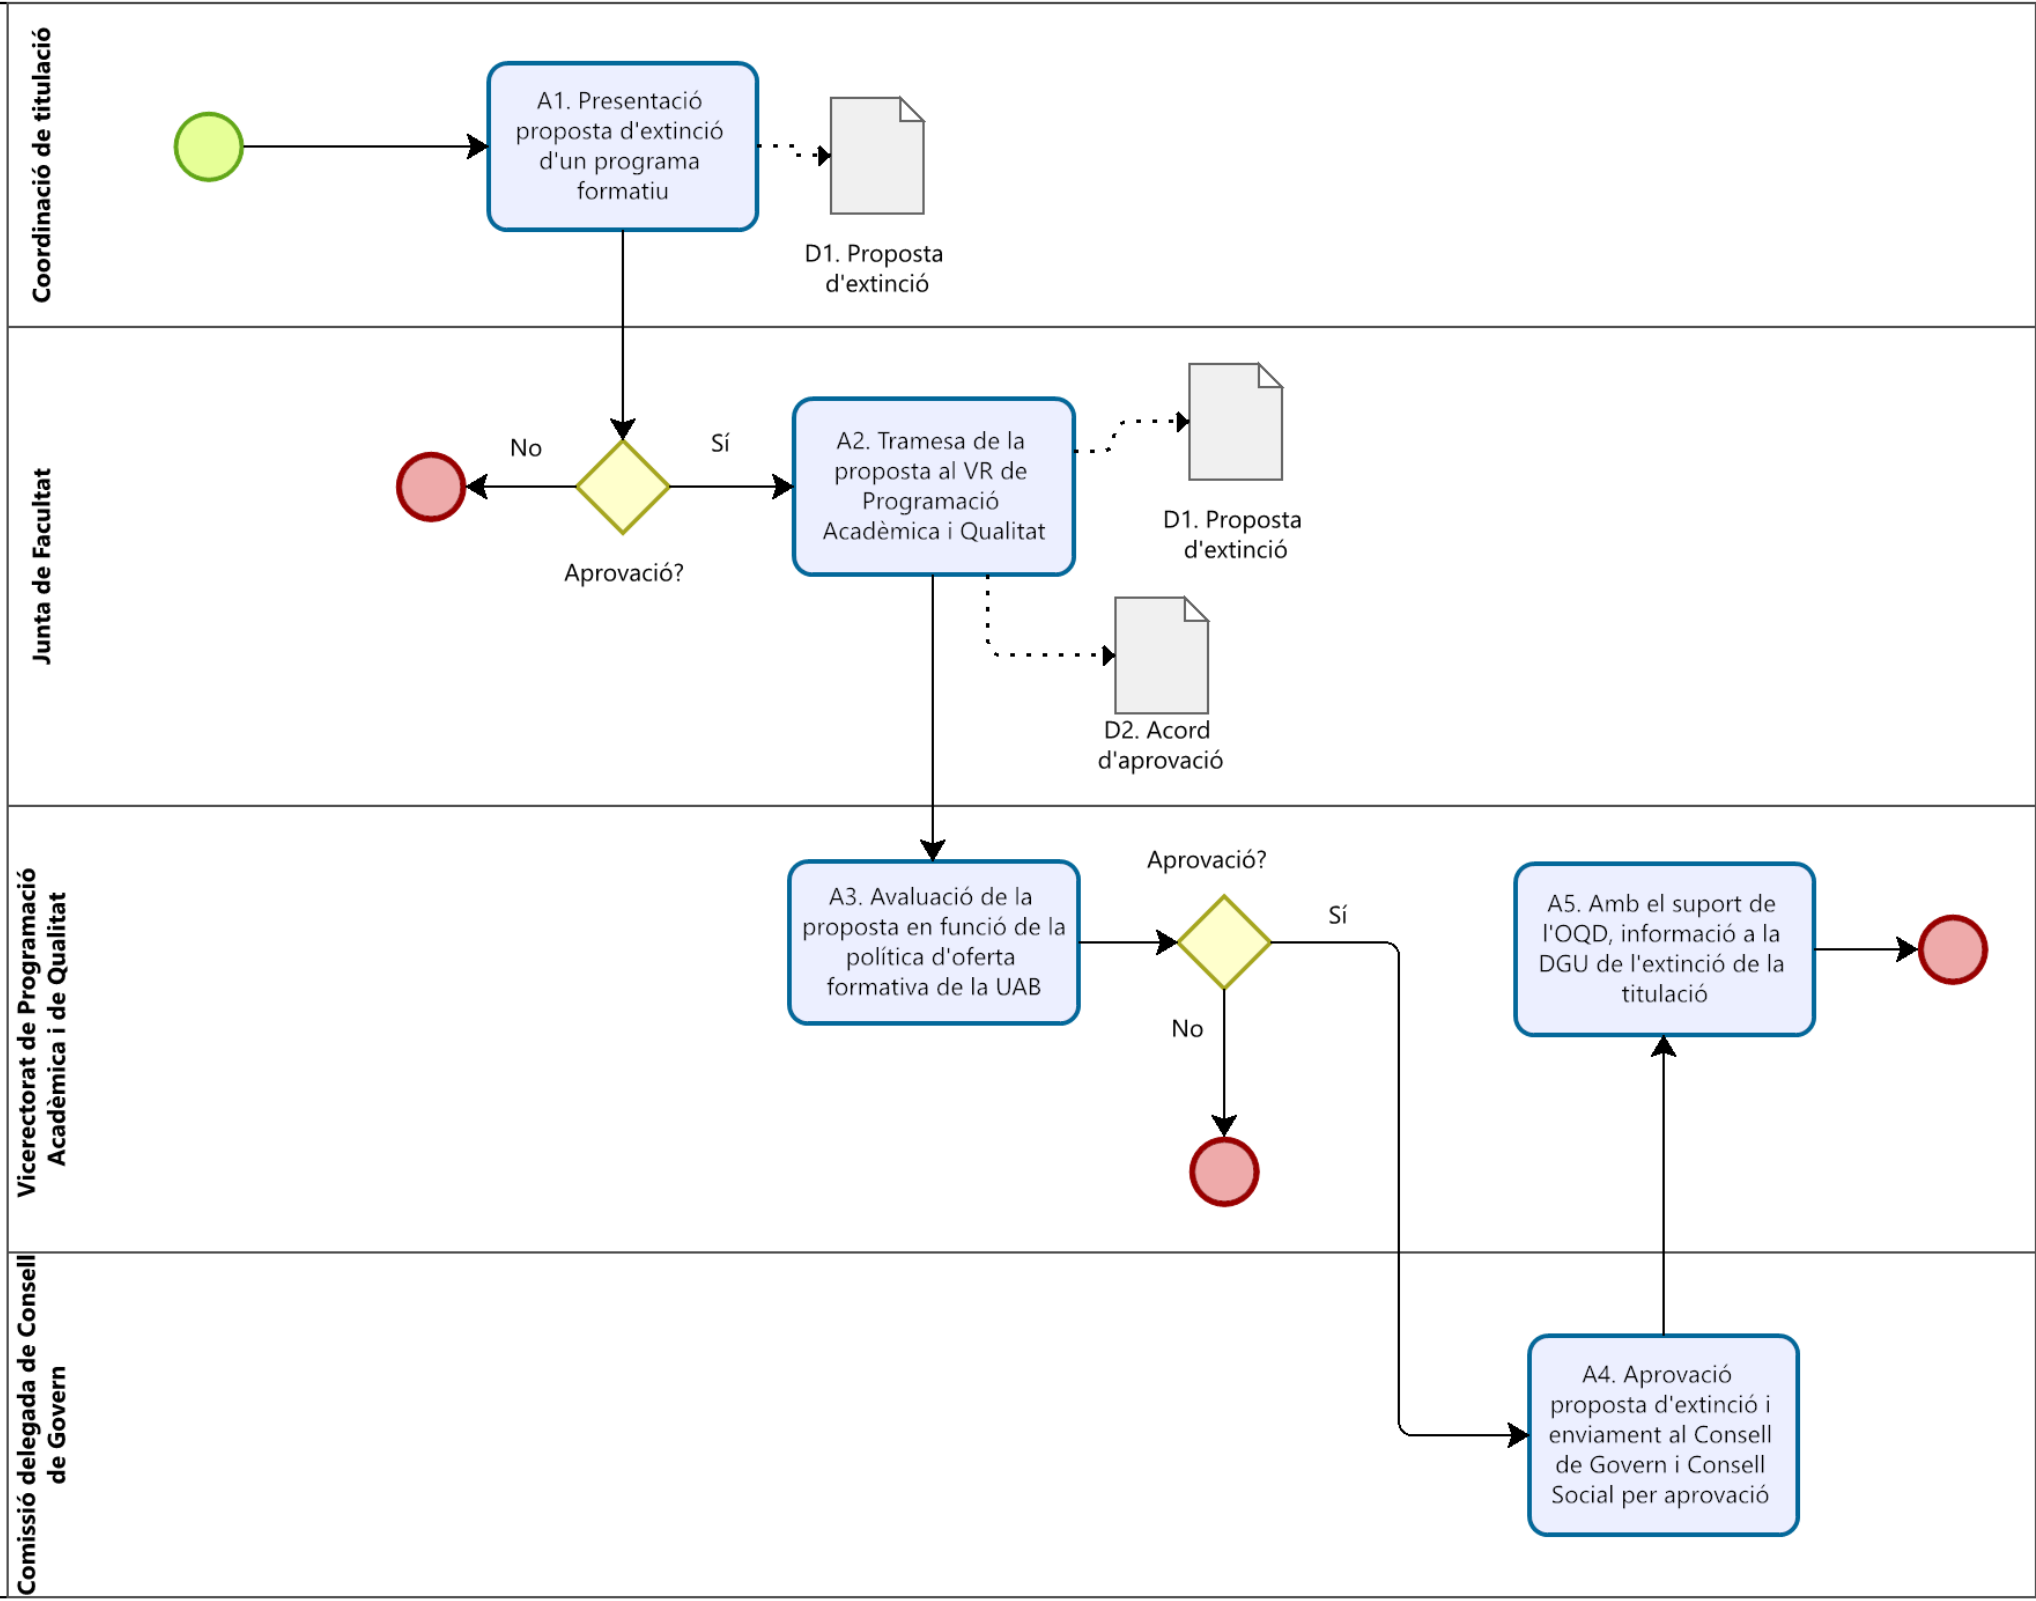 Coordinació de titulació
A1. Presentació
proposta d'extinció
d'un programa
formatiu
D1. Proposta
d'extinció
Junta de Facultat
No
Sí
Aprovació?
A2. Tramesa de la
proposta al VR de
Programació
Acadèmica i Qualitat
D1. Proposta
d'extinció
D2. Acord
d'aprovació
Vicerectorat de Programació
Acadèmica i de Qualitat
A3. Avaluació de la
proposta en funció de la
política d'oferta
formativa de la UAB
Aprovació?
Sí
No
A5. Amb el suport de
l'OQD, informació a la
DGU de l'extinció de la
titulació
Comissió delegada de Consell
de Govern
A4. Aprovació
proposta d'extinció i
enviament al Consell
de Govern i Consell
Social per aprovació